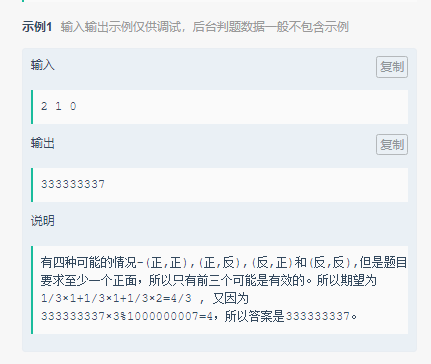 示例1 输入输出示例仅供调试，后台判题数据一般不包含示例
输入
复制
2 1 0
输出
复制
333333337
说明
有四种可能的情况-(正,正),(正,反),(反,正)和(反,反),但是题目
要求至少一个正面，所以只有前三个可能是有效的。所以期望为
1/3×1+1/3×1+1/3×2=4/3 , 又因为
333333337×3%1000000007=4，所以答案是333333337。